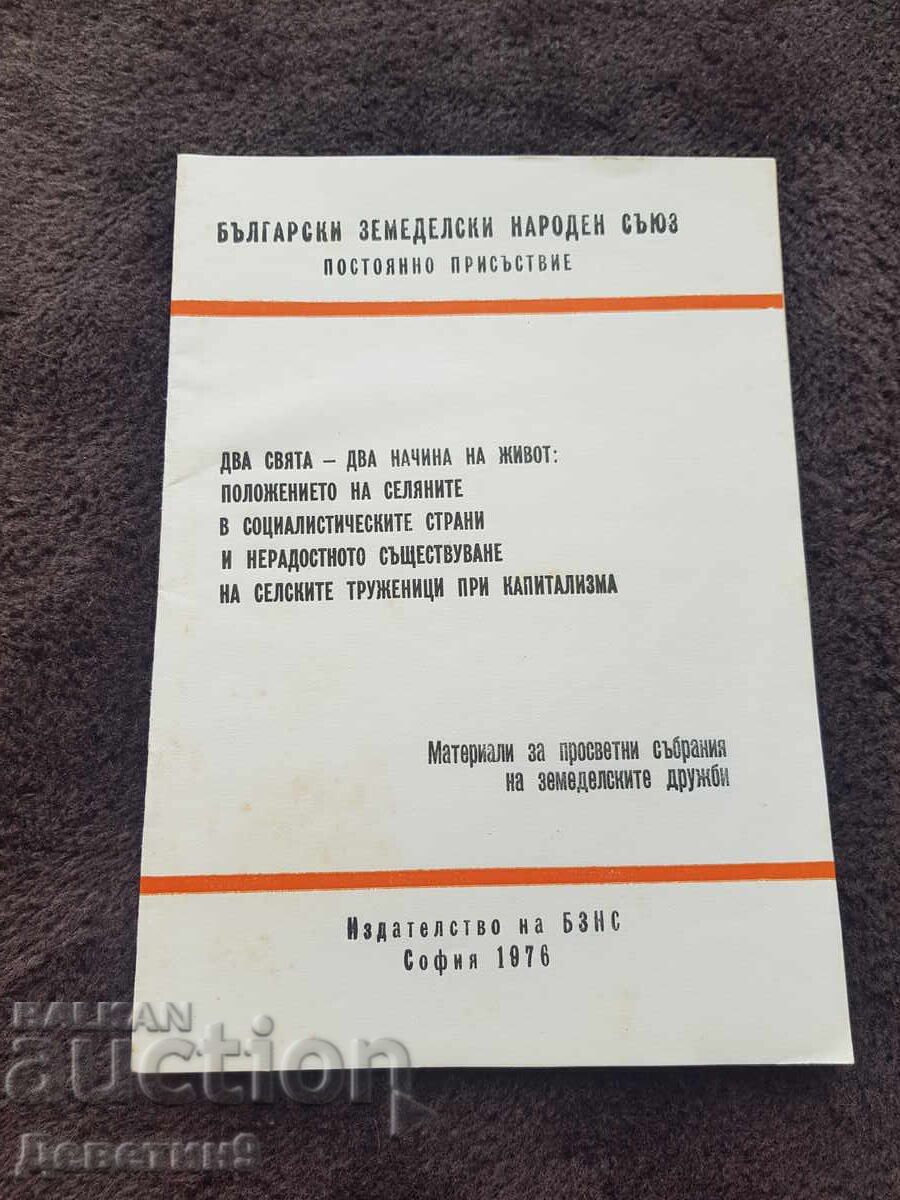 БЪЛГАРСКИ ЗЕМЕДЕЛСКИ НАРОДЕН СЪЮЗ
ПОСТОЯННО ПРИСЪСТВИЕ
ДВА СВЯТА – ДВА НАЧИНА НА ЖИВОТ:
ПОЛОЖЕНИЕТО НА СЕЛЯНИТЕ
В СОЦИАЛИСТИЧЕСКИТЕ СТРАНИ
И НЕРАДОСТНОТО СЪЩЕСТВУВАНЕ
НА СЕЛСКИТЕ ТРУЖЕНИЦИ ПРИ КАПИТАЛИЗМА
Материали за просветни събрания
на земеделските дружби
Издателство на БЗНС
София 1976
BALKAN
auction
Деветин9